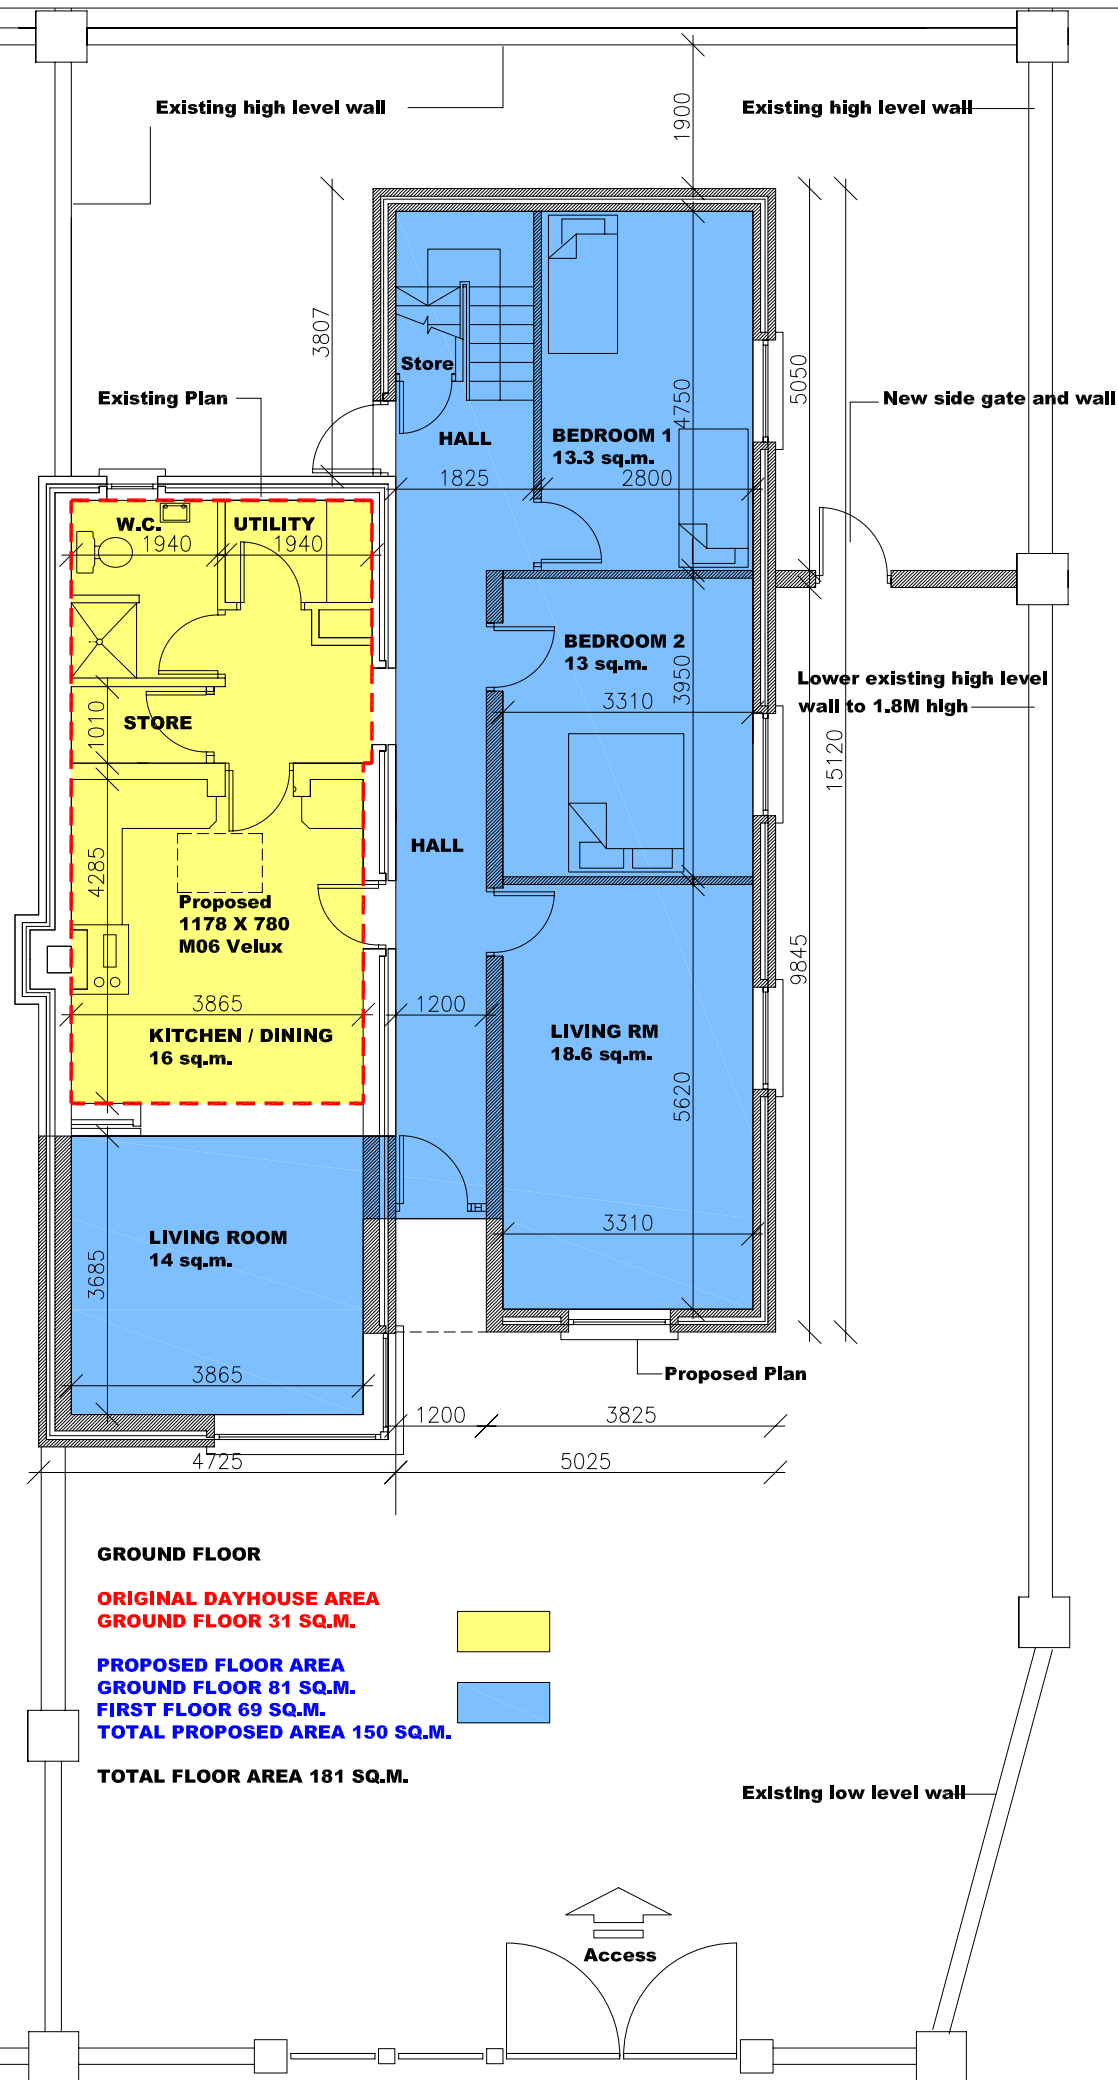 Existing high level wall
Existing high level wall
1900
3807
Store
5050
4750
Existing Plan
New side gate and wall
HALL
BEDROOM 1
13.3 sq.m.
1825
2800
W.C.
UTILITY
1940
1940
BEDROOM 2
13 sq.m.
3950
3310
Lower existing high level
wall to 1.8M high
1010
STORE
15120
HALL
4285
Proposed
1178 X 780
M06 Velux
9845
3865
1200
KITCHEN / DINING
16 sq.m.
LIVING RM
18.6 sq.m.
5620
LIVING ROOM
14 sq.m.
3310
3685
3865
Proposed Plan
1200
3825
4725
5025
GROUND FLOOR
ORIGINAL DAYHOUSE AREA
GROUND FLOOR 31 SQ.M.
PROPOSED FLOOR AREA
GROUND FLOOR 81 SQ.M.
FIRST FLOOR 69 SQ.M.
TOTAL PROPOSED AREA 150 SQ.M.
TOTAL FLOOR AREA 181 SQ.M.
Existing low level wall
Access